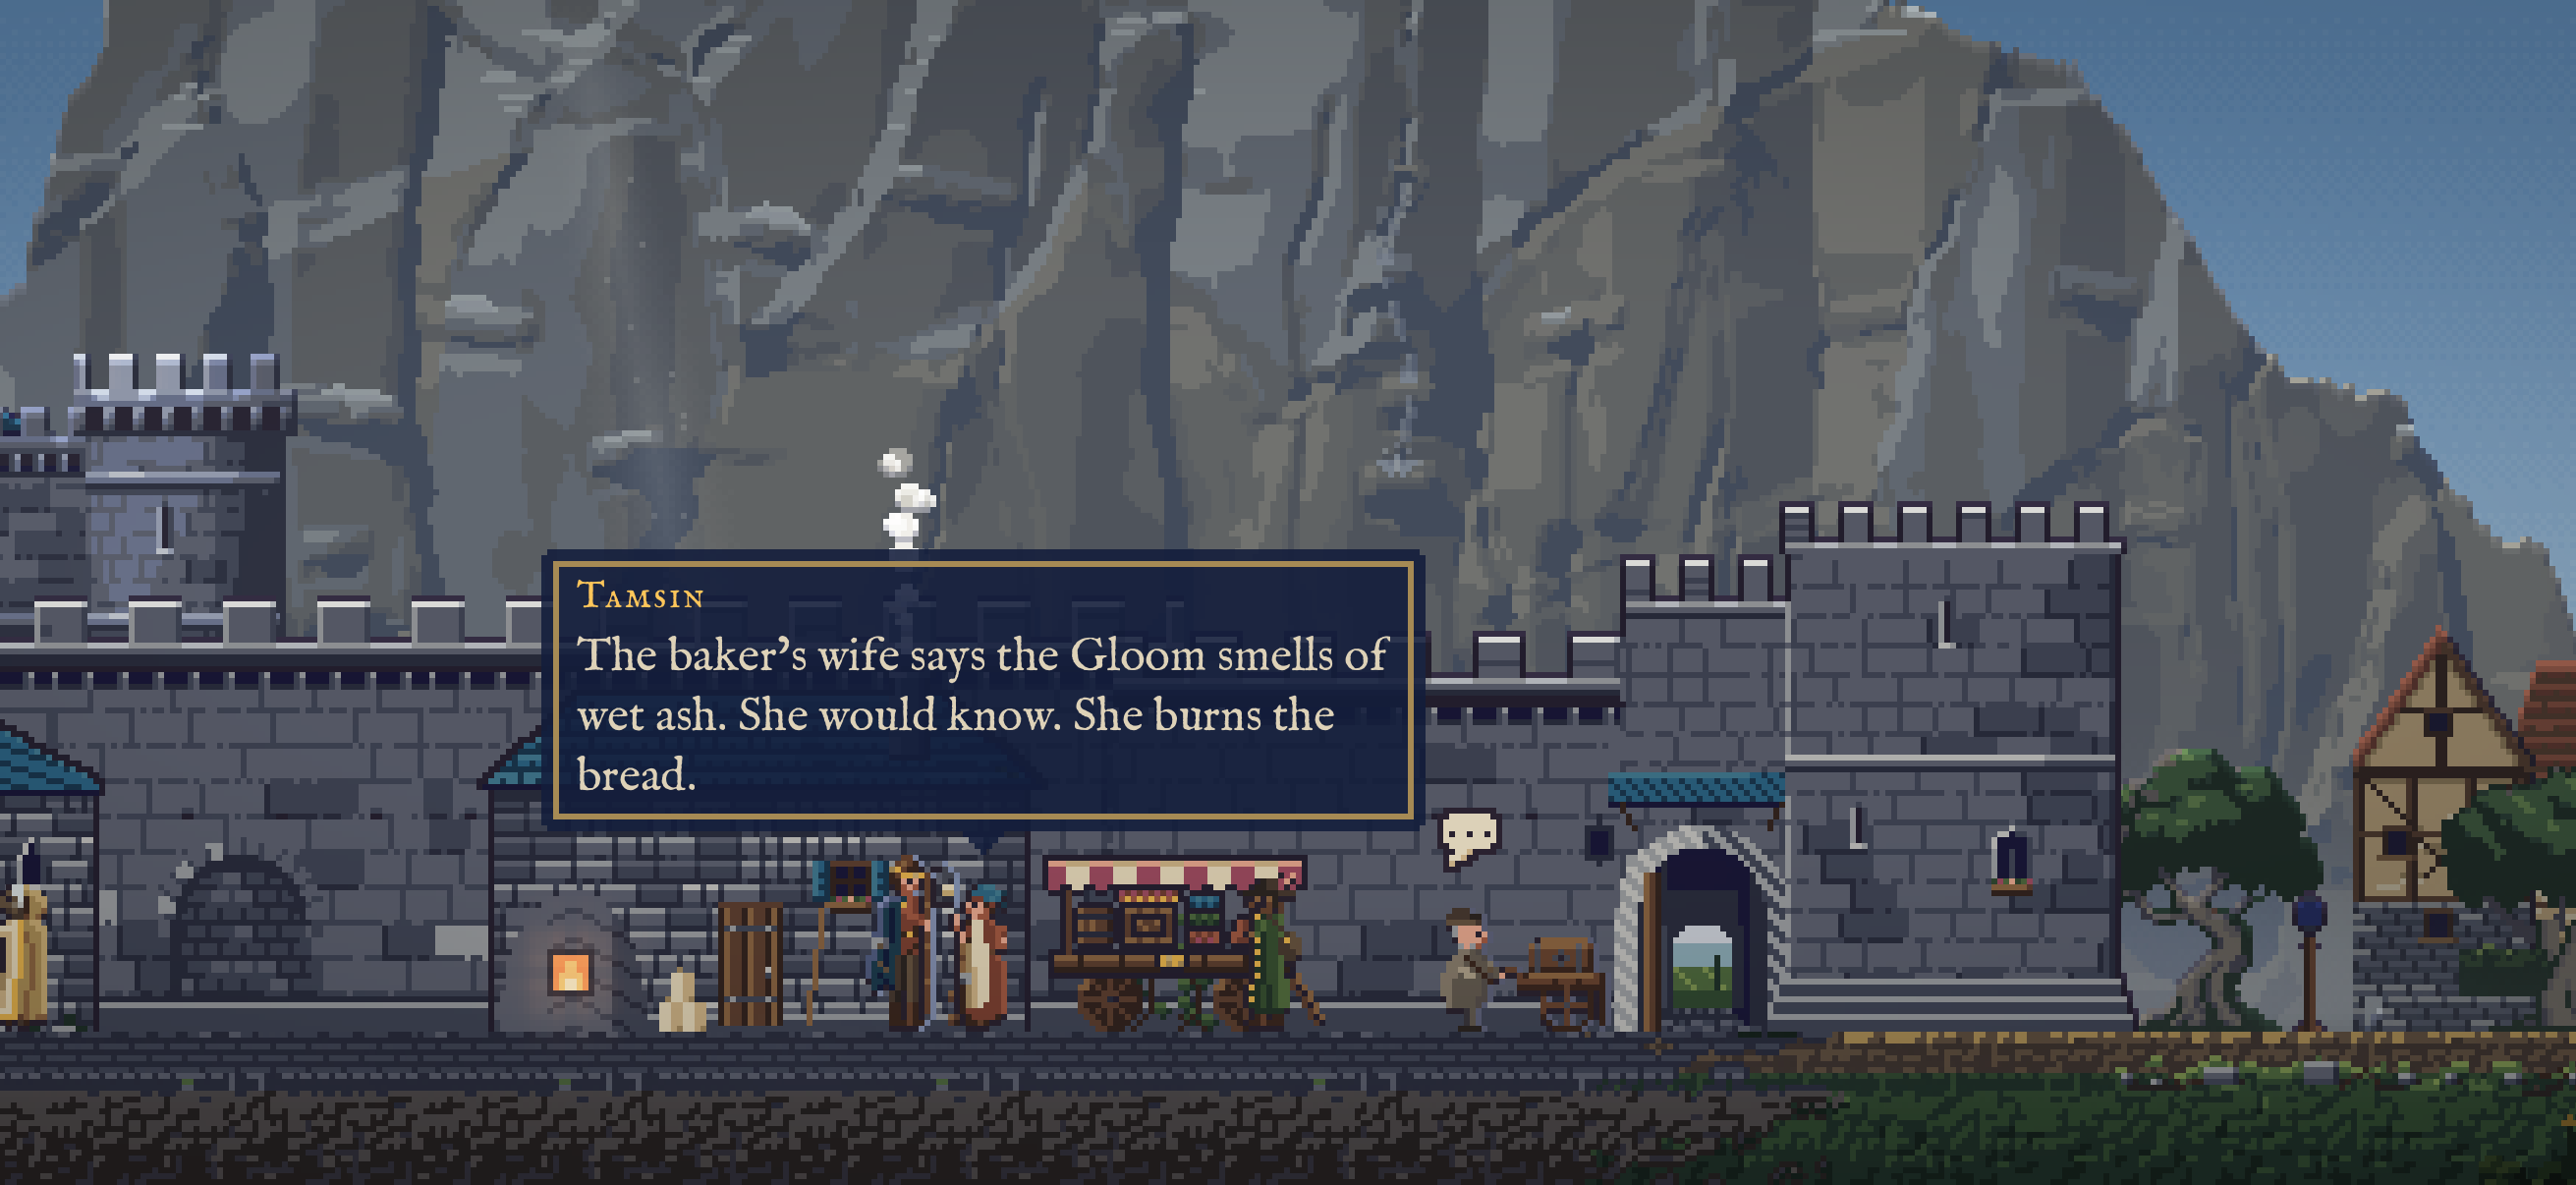 Tamsin
The baker’s wife says the Gloom smells of
wet ash. She would know. She burns the
bread.